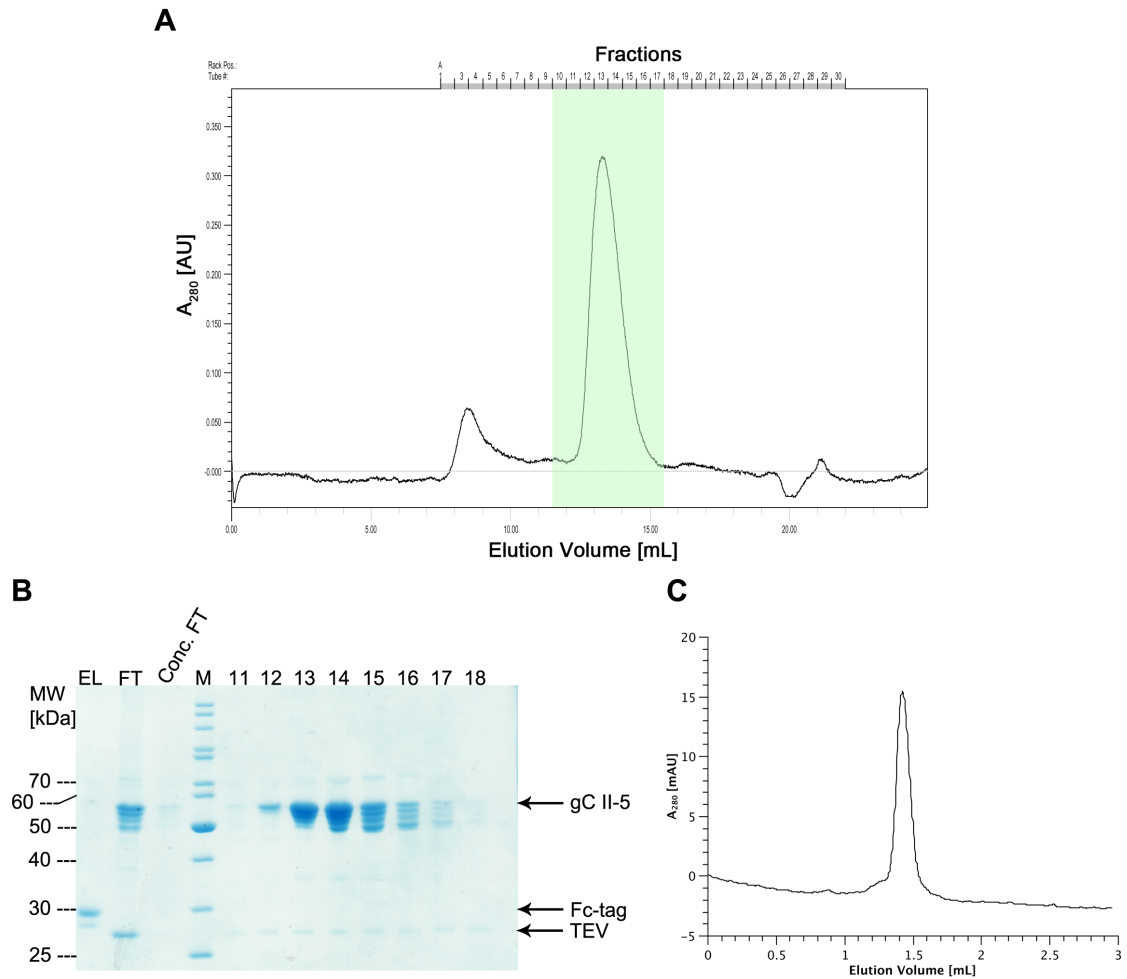 A
Fractions
Rack Pos.: A
Tube #: 1 3 4 5 6 7 8 9 10 11 12 13 14 15 16 17 18 19 20 21 22 23 24 25 26 27 28 29 30
0.350
0.300
0.250
0.200
0.150
0.100
0.050
-0.000
A280 [AU]
0.00 5.00 10.00 15.00 20.00
Elution Volume [mL]
B
EL FT Conc. FT M 11 12 13 14 15 16 17 18
MW
[kDa]
70
60
50
40
30
25
gC II-5
Fc-tag
TEV
C
20
15
10
5
0
-5
A280 [mAU]
0 0.5 1 1.5 2 2.5 3
Elution Volume [mL]